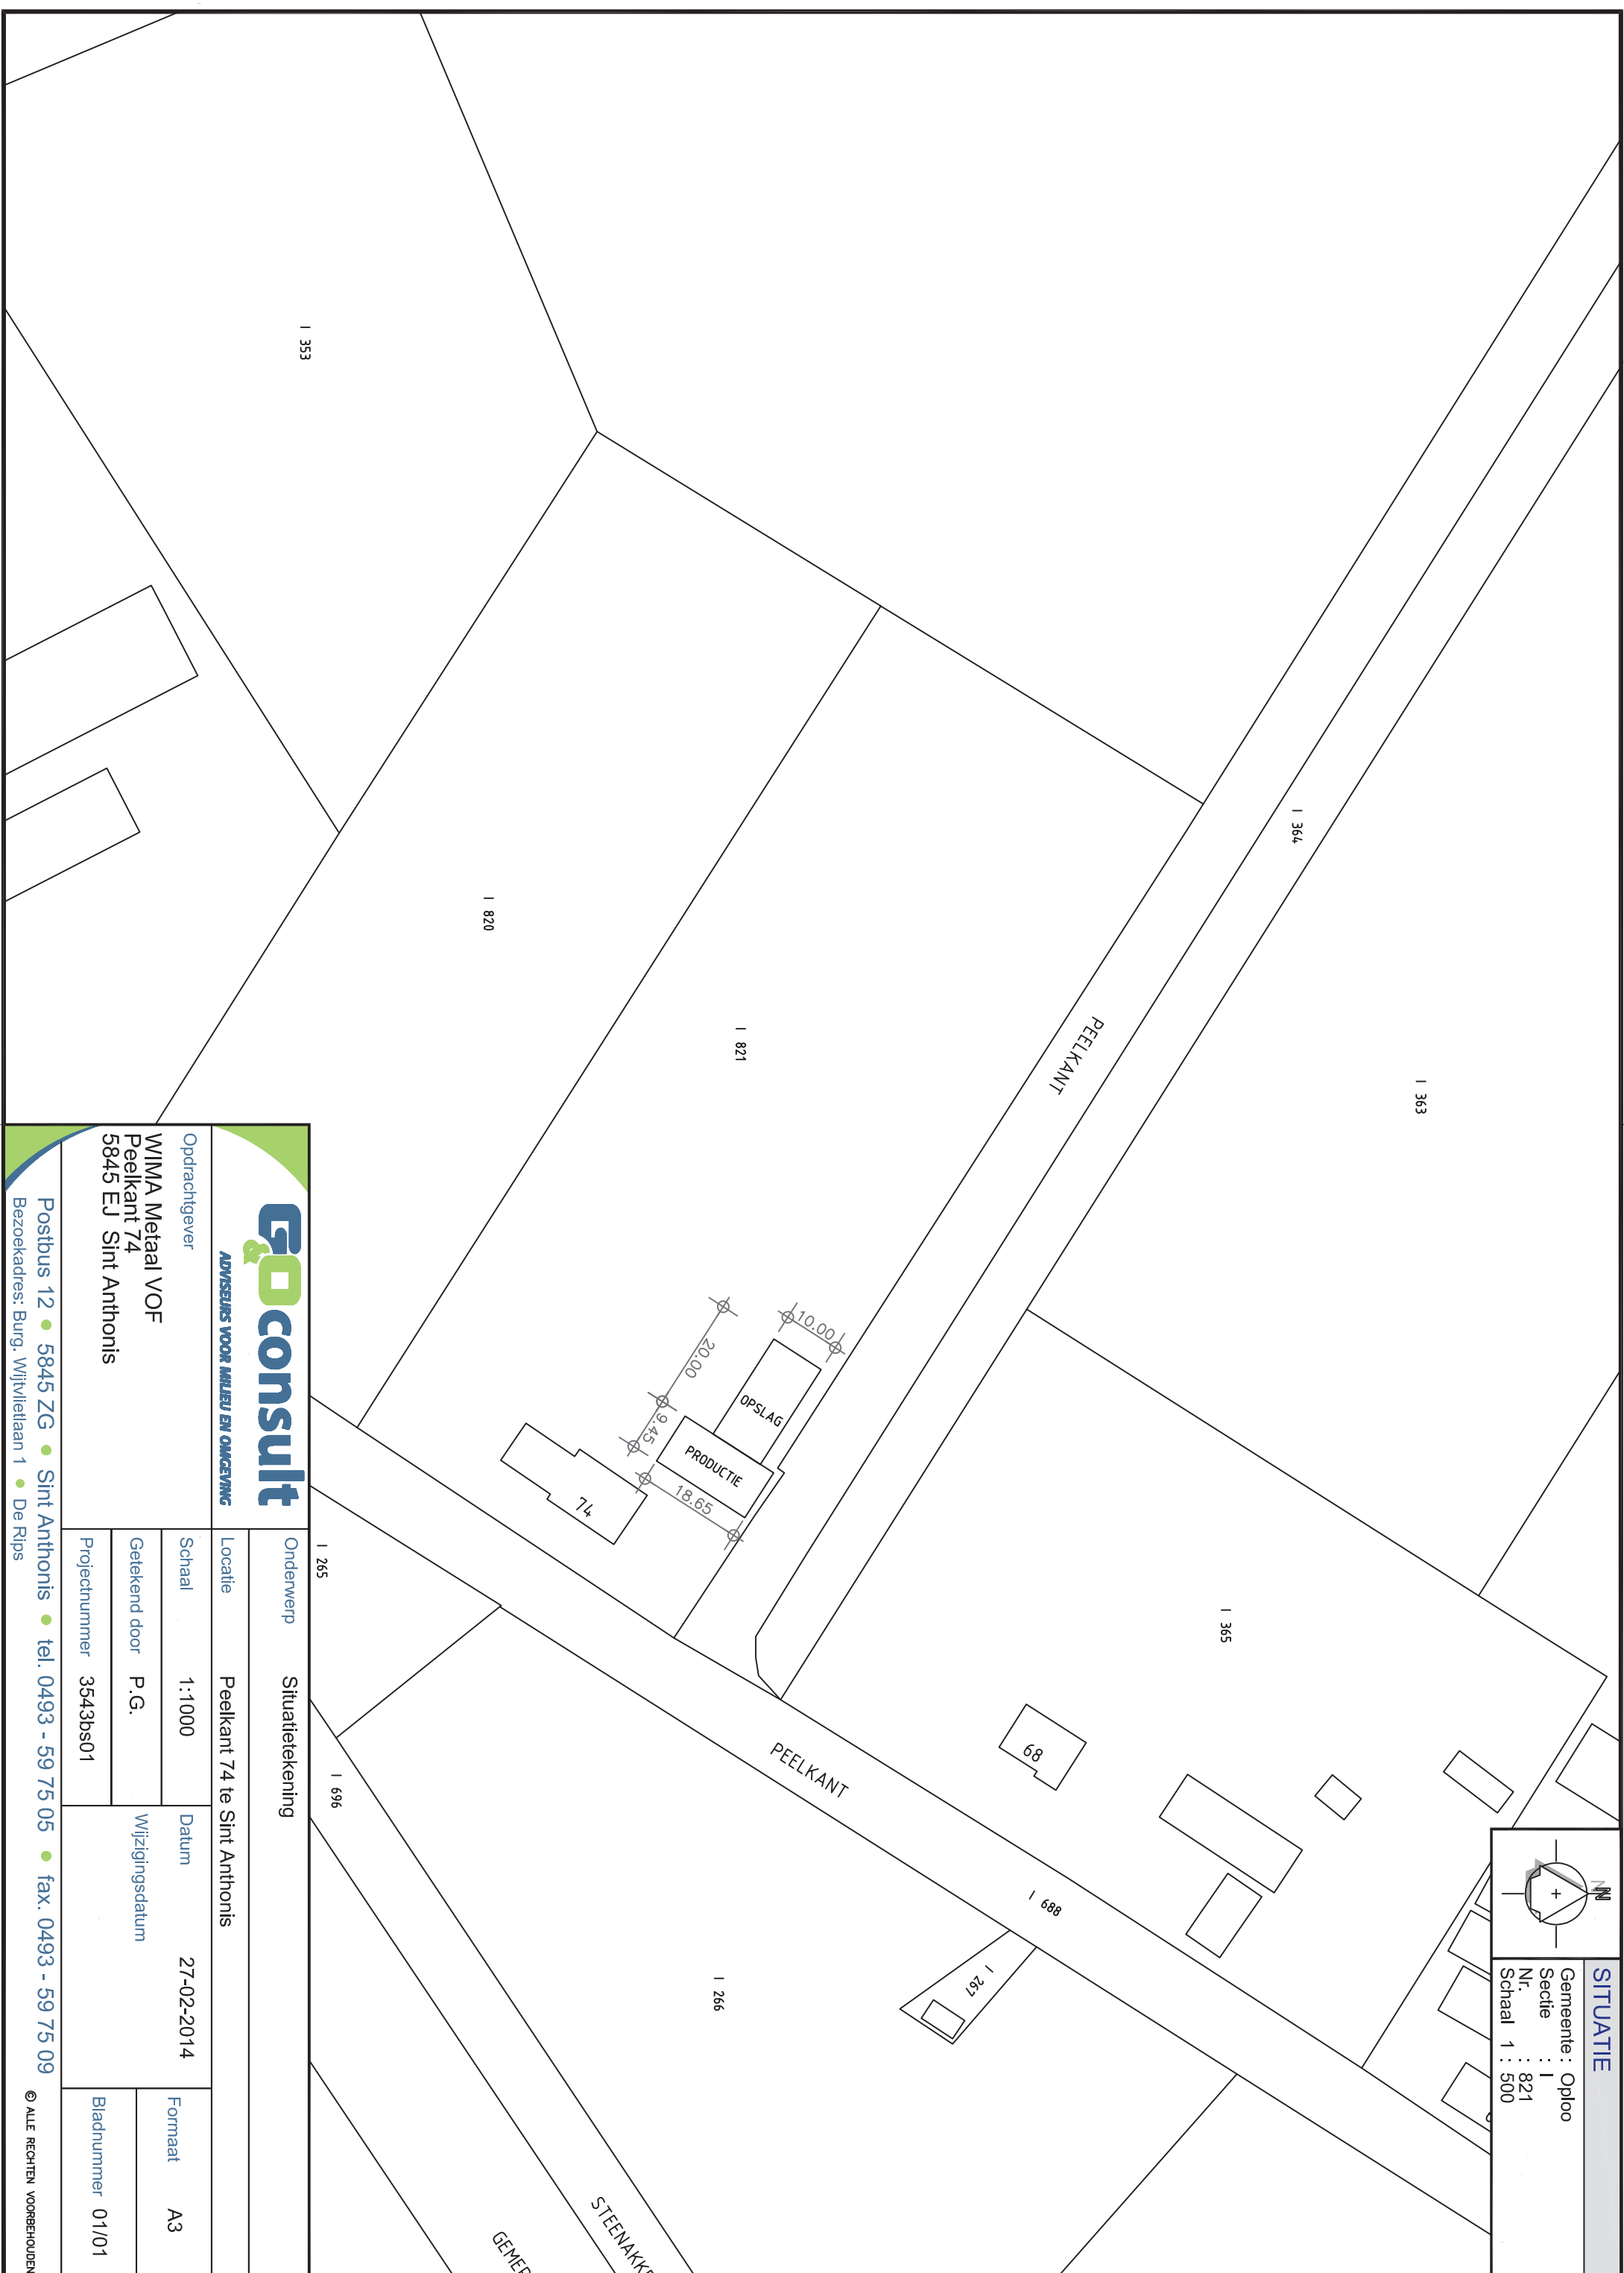 SITUATIE
Gemeente : Oploo
Sectie : I
Nr. : 821
Schaal 1 : 500
N
I 363
I 364
I 365
PEELKANT
I 353
I 820
I 821
10.00
20.00
9.45
18.65
OPSLAG
PRODUCTIE
74
68
PEELKANT
I 688
I 267
I 266
I 265
I 696
G&O consult
ADVISEURS VOOR MILIEU EN OMGEVING
Onderwerp Situatietekening
Locatie Peelkant 74 te Sint Anthonis
Opdrachtgever
WIMA Metaal VOF
Peelkant 74
5845 EJ Sint Anthonis
Schaal 1:1000
Datum 27-02-2014
Formaat A3
Getekend door P.G.
Wijzigingsdatum
Projectnummer 3543bs01
Bladnummer 01/01
Postbus 12 • 5845 ZG • Sint Anthonis • tel. 0493 - 59 75 05 • fax. 0493 - 59 75 09
Bezoekadres: Burg. Wijtvlietlaan 1 • De Rips
© ALLE RECHTEN VOORBEHOUDEN